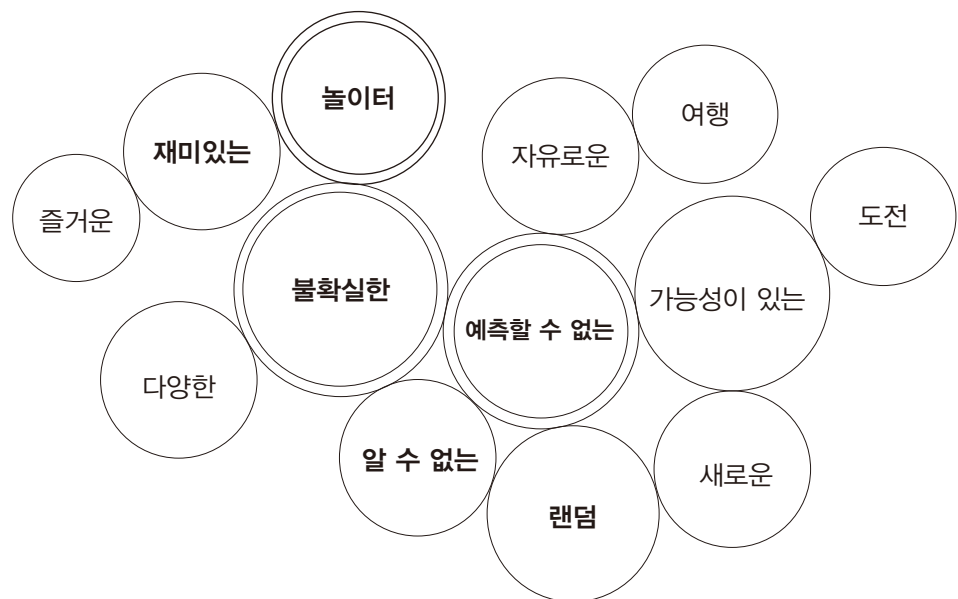 놀이터
여행
재미있는
자유로운
즐거운
도전
불확실한
가능성이 있는
예측할 수 없는
다양한
알 수 없는
새로운
랜덤